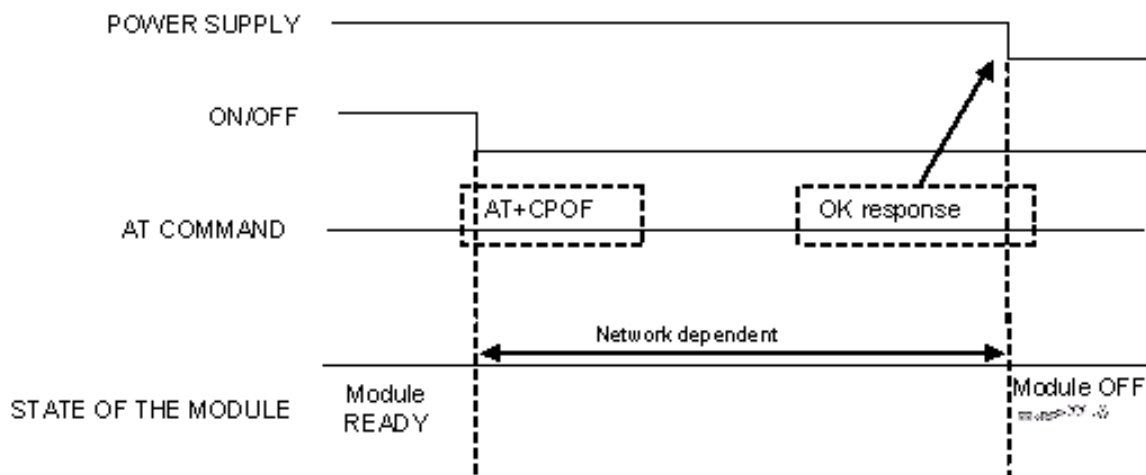 POWER SUPPLY
ON/OFF
AT COMMAND
AT+CPOF
OK response
Network dependent
STATE OF THE MODULE
Module
READY
Module OFF